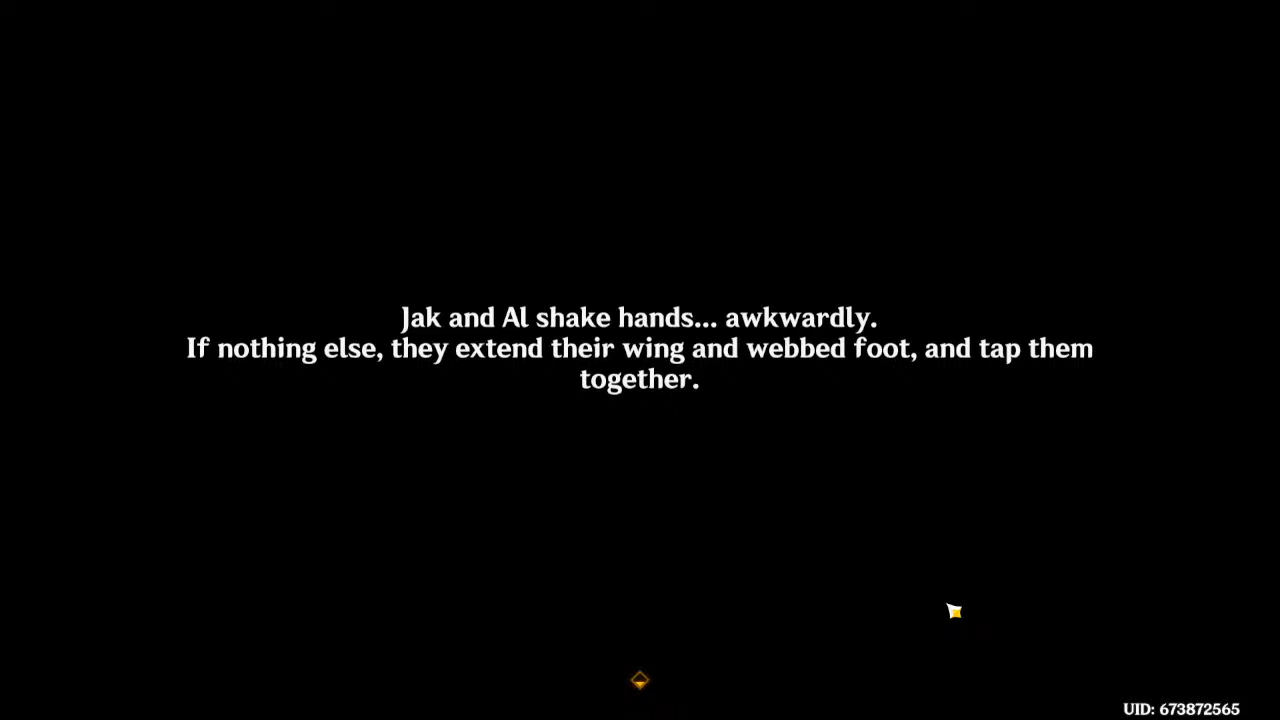 Jak and Al shake hands... awkwardly.
If nothing else, they extend their wing and webbed foot, and tap them
together.
UID: 673872565